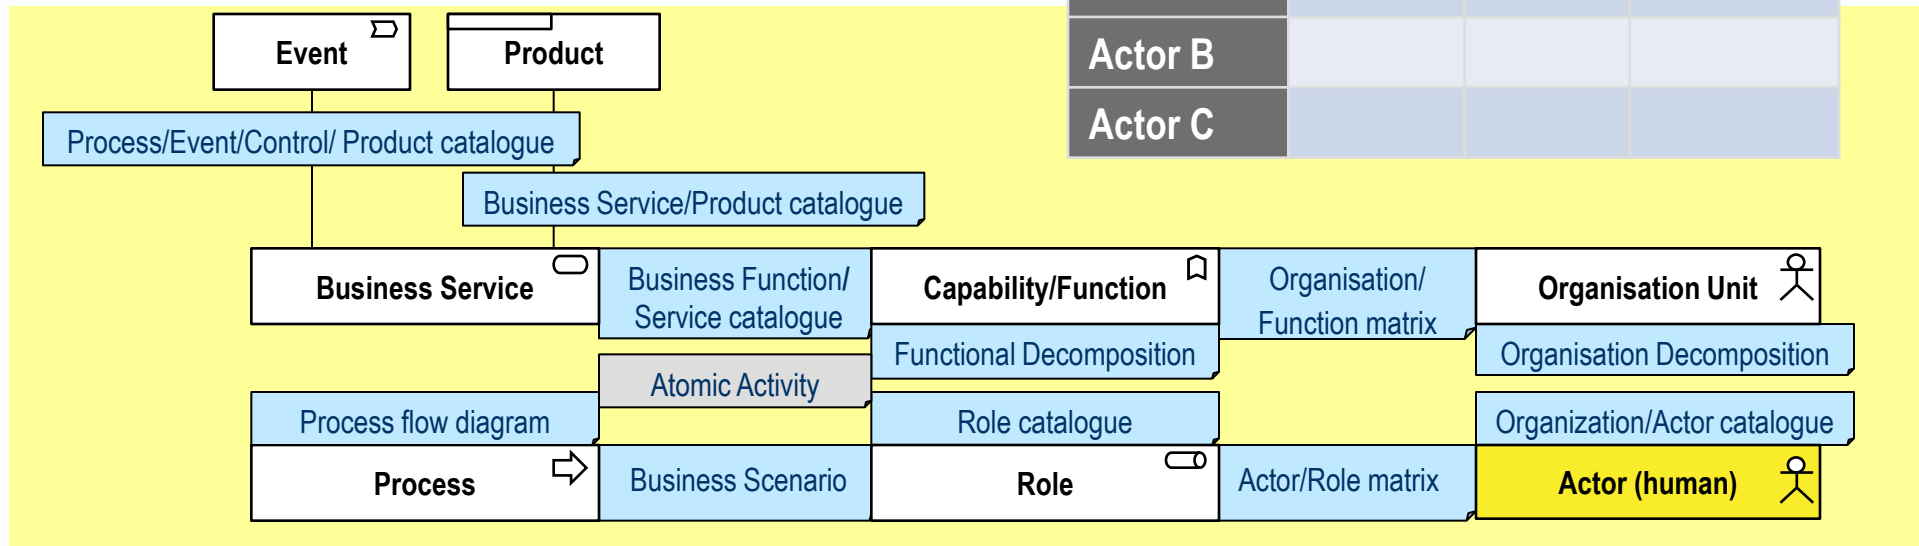 Event
Product
Actor B
Actor C
Process/Event/Control/ Product catalogue
Business Service/Product catalogue
Business Service
Business Function/
Service catalogue
Capability/Function
Organisation/
Function matrix
Organisation Unit
Functional Decomposition
Organisation Decomposition
Atomic Activity
Process flow diagram
Role catalogue
Organization/Actor catalogue
Process
Business Scenario
Role
Actor/Role matrix
Actor (human)